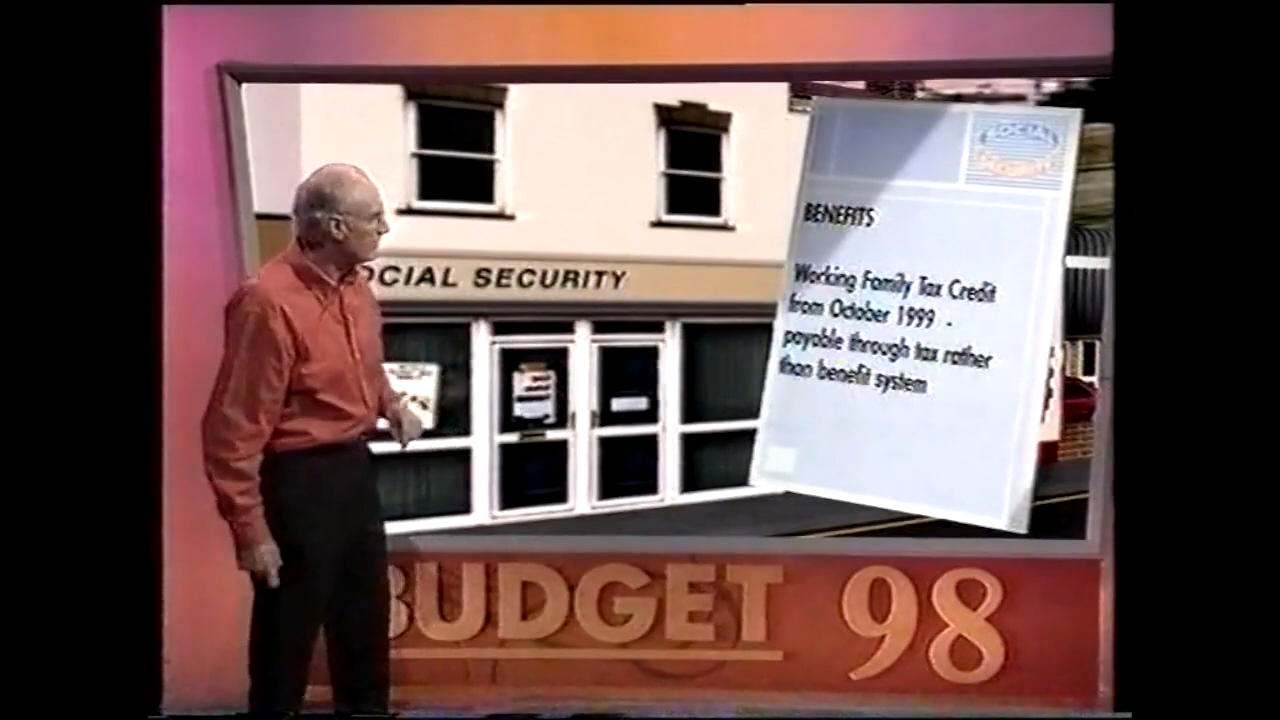 SOCIAL
BENEFITS
Working Family Tax Credit
from October 1999 -
payable through tax rather
than benefit system
OCIAL SECURITY
BUDGET 98